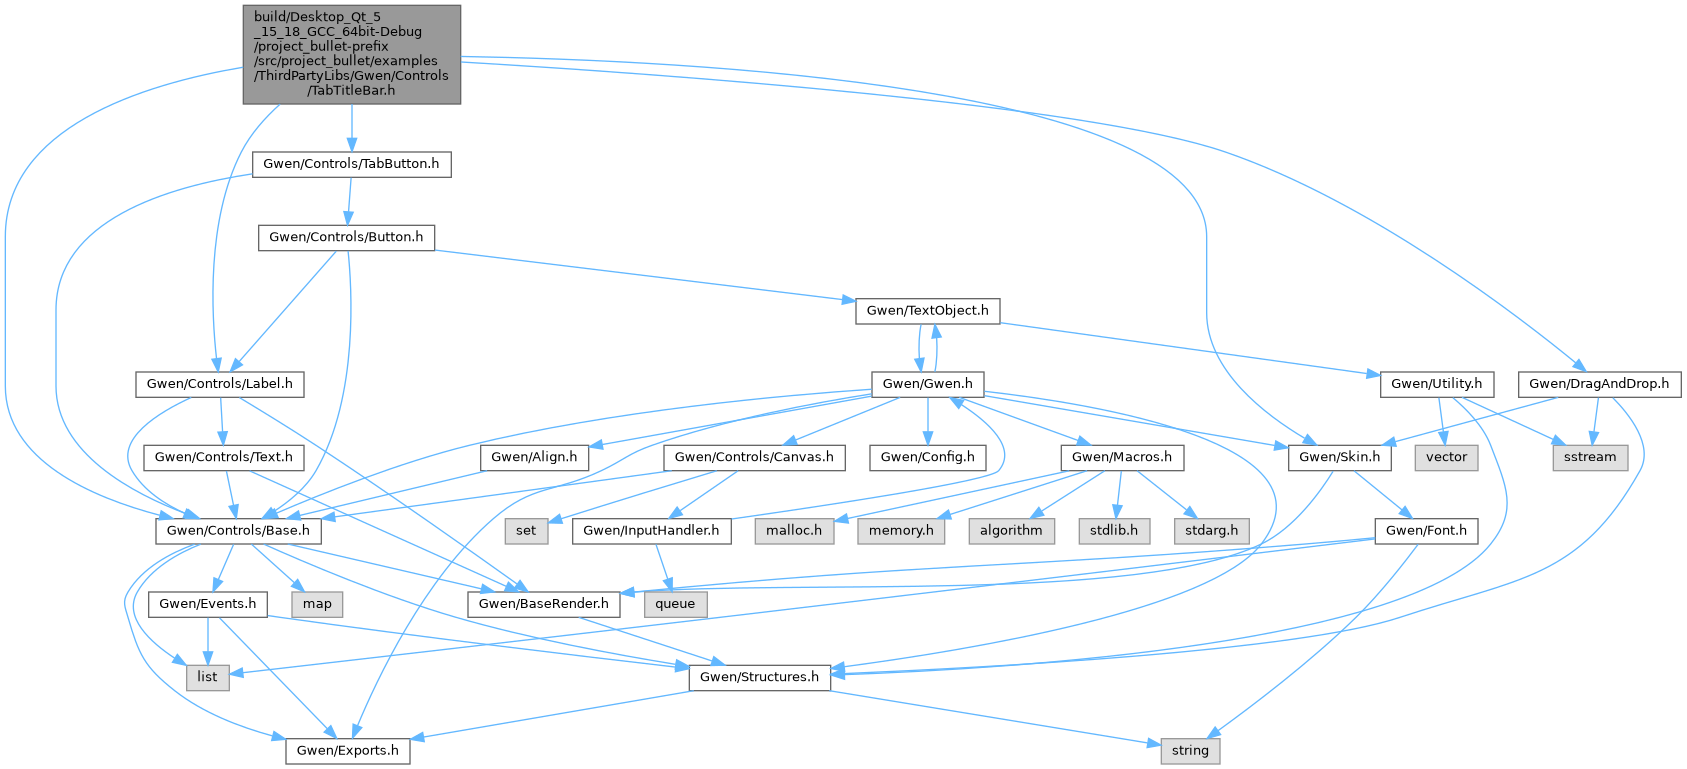 build/Desktop_Qt_5
_15_18_GCC_64bit-Debug
/project_bullet-prefix
/src/project_bullet/examples
/ThirdPartyLibs/Gwen/Controls
/TabTitleBar.h
Gwen/Controls/TabButton.h
Gwen/Controls/Button.h
Gwen/TextObject.h
Gwen/Controls/Label.h
Gwen/Gwen.h
Gwen/Utility.h
Gwen/DragAndDrop.h
Gwen/Controls/Text.h
Gwen/Align.h
Gwen/Controls/Canvas.h
Gwen/Config.h
Gwen/Macros.h
Gwen/Skin.h
vector
sstream
Gwen/Controls/Base.h
set
Gwen/InputHandler.h
malloc.h
memory.h
algorithm
stdlib.h
stdarg.h
Gwen/Font.h
Gwen/Events.h
map
Gwen/BaseRender.h
queue
list
Gwen/Structures.h
Gwen/Exports.h
string